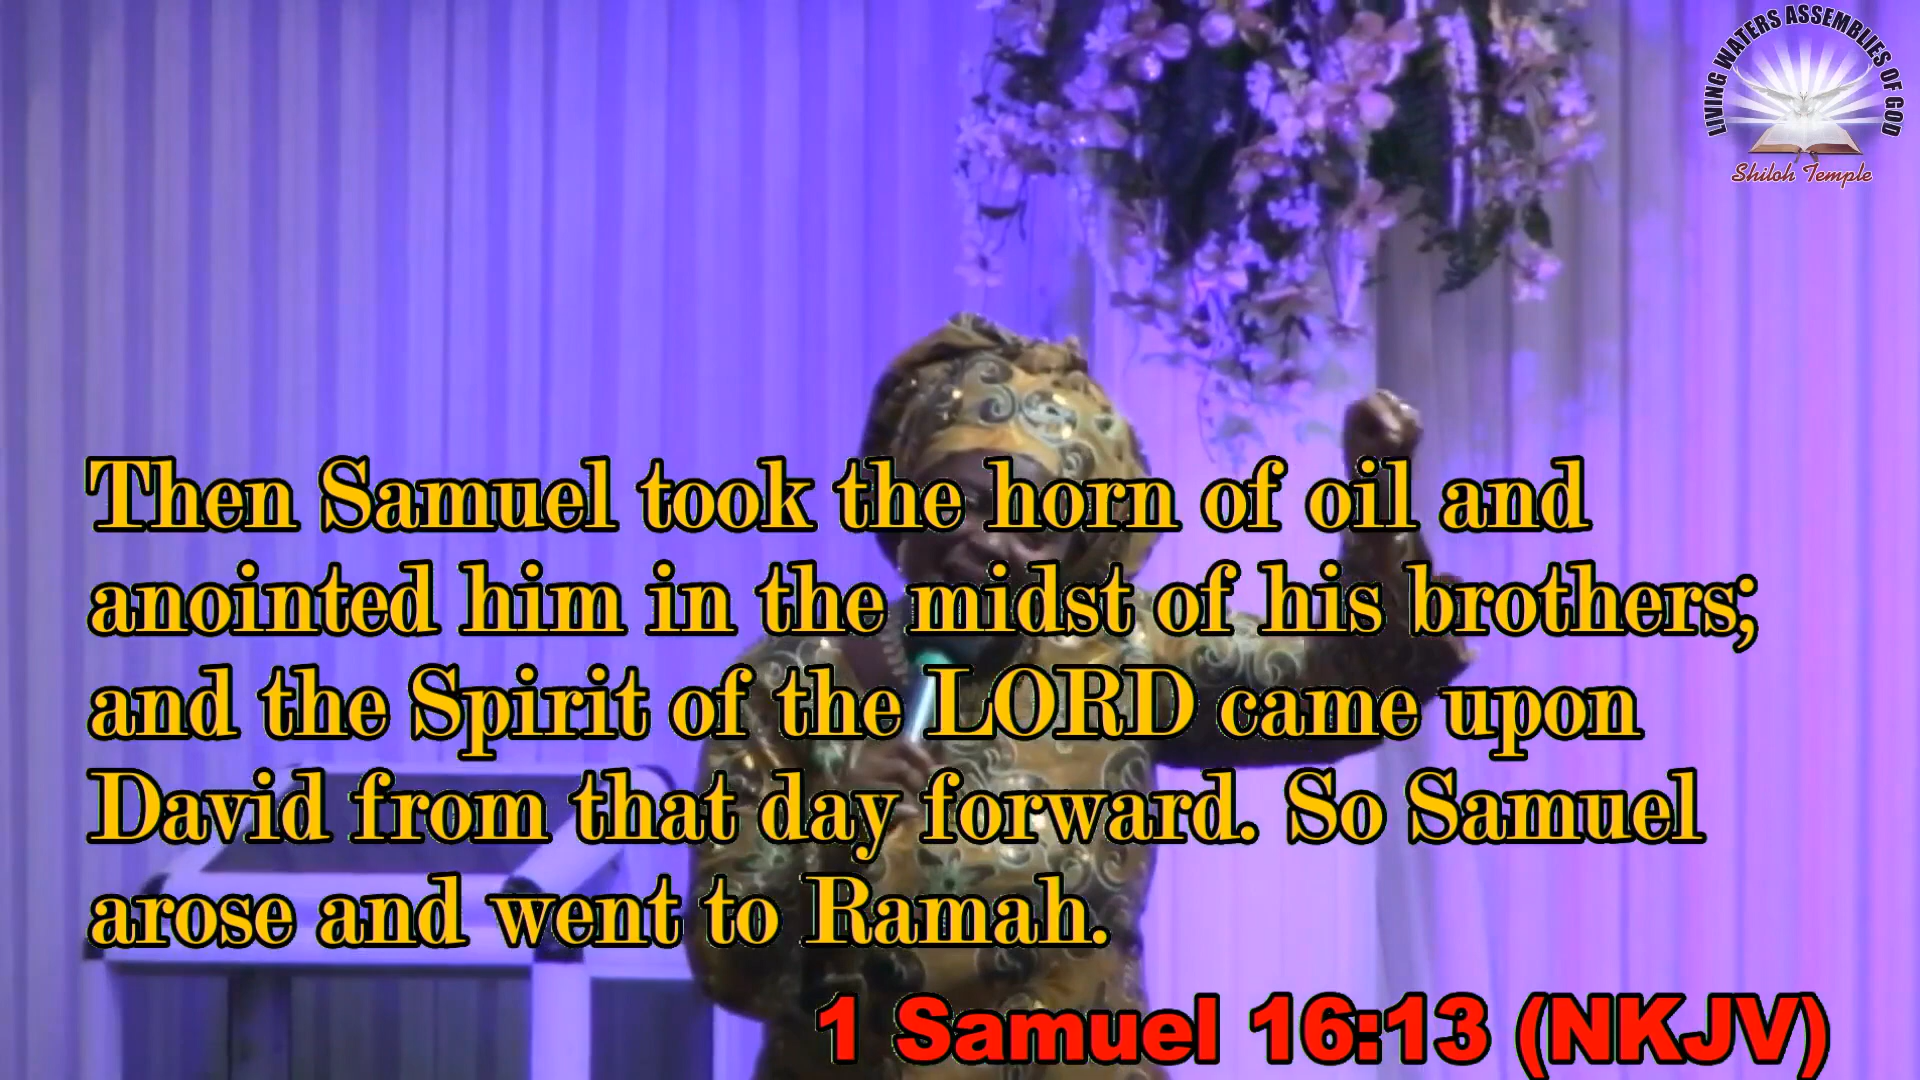 LIVING WATERS ASSEMBLIES OF GOD
Shiloh Temple
Then Samuel took the horn of oil and
anointed him in the midst of his brothers;
and the Spirit of the LORD came upon
David from that day forward. So Samuel
arose and went to Ramah.
1 Samuel 16:13 (NKJV)